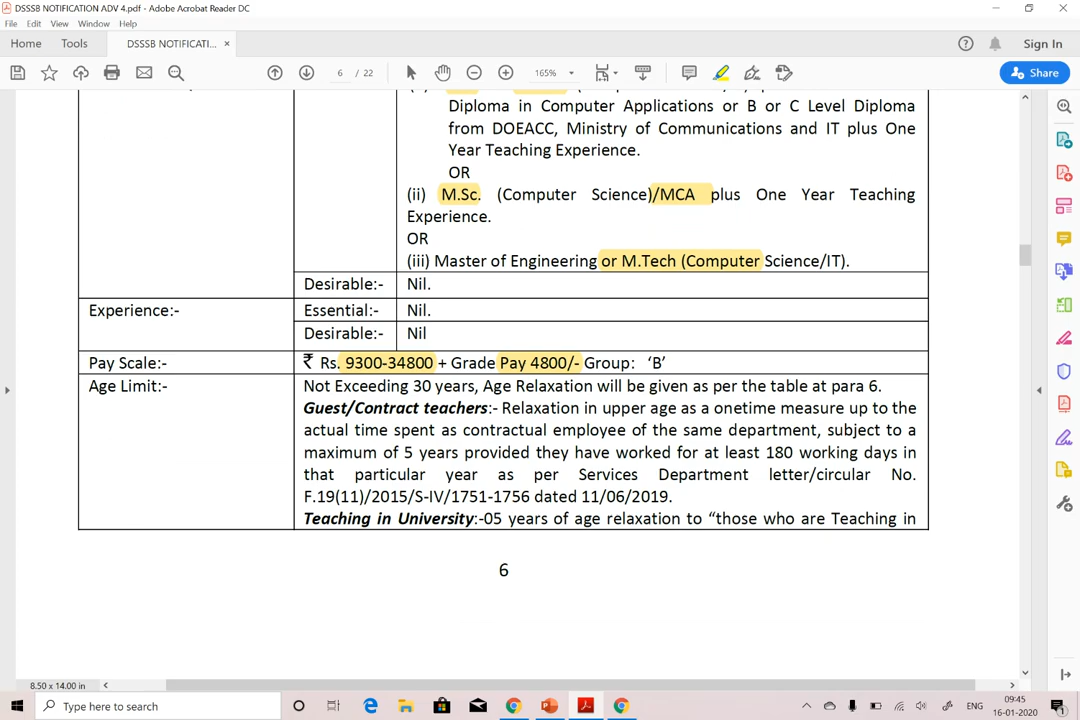 DSSSB NOTIFICATION ADV 4.pdf - Adobe Acrobat Reader DC
File Edit View Window Help
Home Tools DSSSB NOTIFICATI... × Sign In
6 / 22 165% Share
Diploma in Computer Applications or B or C Level Diploma
from DOEACC, Ministry of Communications and IT plus One
Year Teaching Experience.
OR
(ii) M.Sc. (Computer Science)/MCA plus One Year Teaching
Experience.
OR
(iii) Master of Engineering or M.Tech (Computer Science/IT).
Desirable:- Nil.
Experience:- Essential:- Nil.
Desirable:- Nil
Pay Scale:- ₹ Rs. 9300-34800 + Grade Pay 4800/- Group: ‘B’
Age Limit:- Not Exceeding 30 years, Age Relaxation will be given as per the table at para 6.
Guest/Contract teachers:- Relaxation in upper age as a onetime measure up to the
actual time spent as contractual employee of the same department, subject to a
maximum of 5 years provided they have worked for at least 180 working days in
that particular year as per Services Department letter/circular No.
F.19(11)/2015/S-IV/1751-1756 dated 11/06/2019.
Teaching in University:-05 years of age relaxation to “those who are Teaching in
6
8.50 x 14.00 in
Type here to search ENG 09:45
16-01-2020